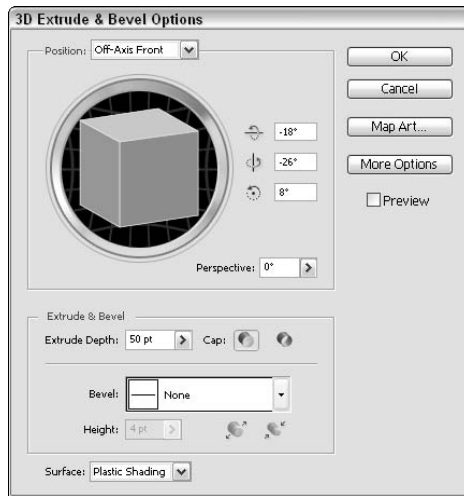 3D Extrude & Bevel Options
Position: Off-Axis Front
-18°
-26°
8°
Perspective: 0°
OK
Cancel
Map Art...
More Options
Preview
Extrude & Bevel
Extrude Depth: 50 pt Cap:
Bevel: None
Height: 4 pt
Surface: Plastic Shading